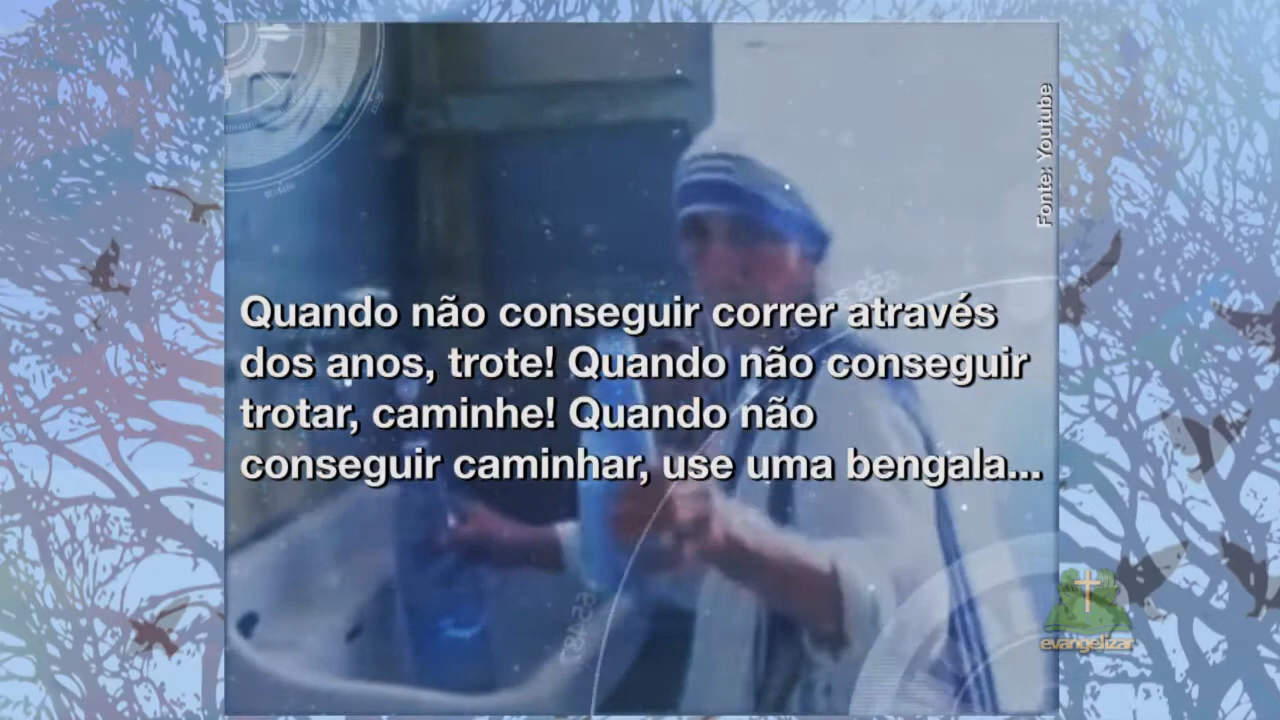 Fonte: Youtube
Quando não conseguir correr através
dos anos, trote! Quando não conseguir
trotar, caminhe! Quando não
conseguir caminhar, use uma bengala...
evangelizar